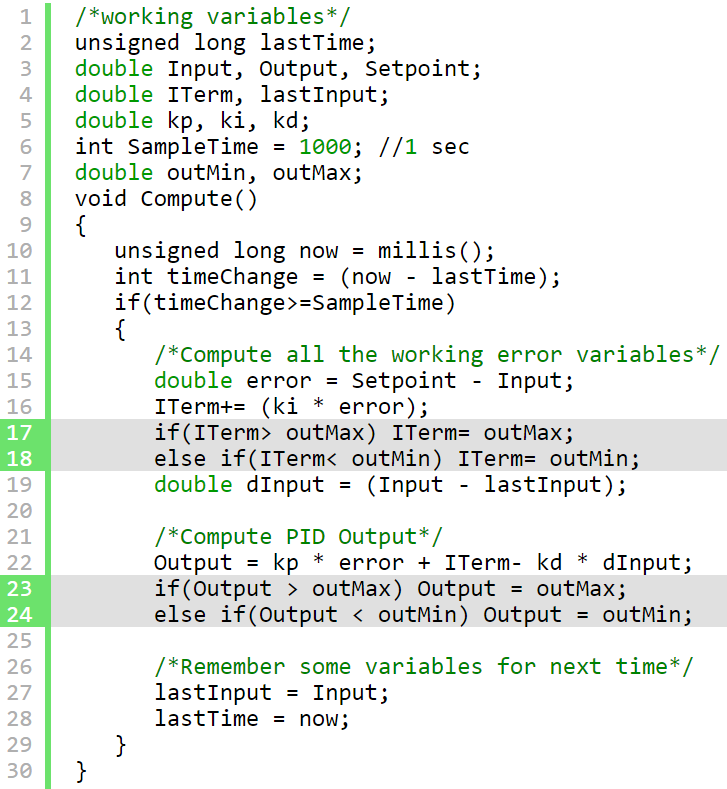 1 /*working variables*/
2 unsigned long lastTime;
3 double Input, Output, Setpoint;
4 double ITerm, lastInput;
5 double kp, ki, kd;
6 int SampleTime = 1000; //1 sec
7 double outMin, outMax;
8 void Compute()
9 {
10    unsigned long now = millis();
11    int timeChange = (now - lastTime);
12    if(timeChange>=SampleTime)
13    {
14       /*Compute all the working error variables*/
15       double error = Setpoint - Input;
16       ITerm+= (ki * error);
17       if(ITerm> outMax) ITerm= outMax;
18       else if(ITerm< outMin) ITerm= outMin;
19       double dInput = (Input - lastInput);
20
21       /*Compute PID Output*/
22       Output = kp * error + ITerm- kd * dInput;
23       if(Output > outMax) Output = outMax;
24       else if(Output < outMin) Output = outMin;
25
26       /*Remember some variables for next time*/
27       lastInput = Input;
28       lastTime = now;
29    }
30 }